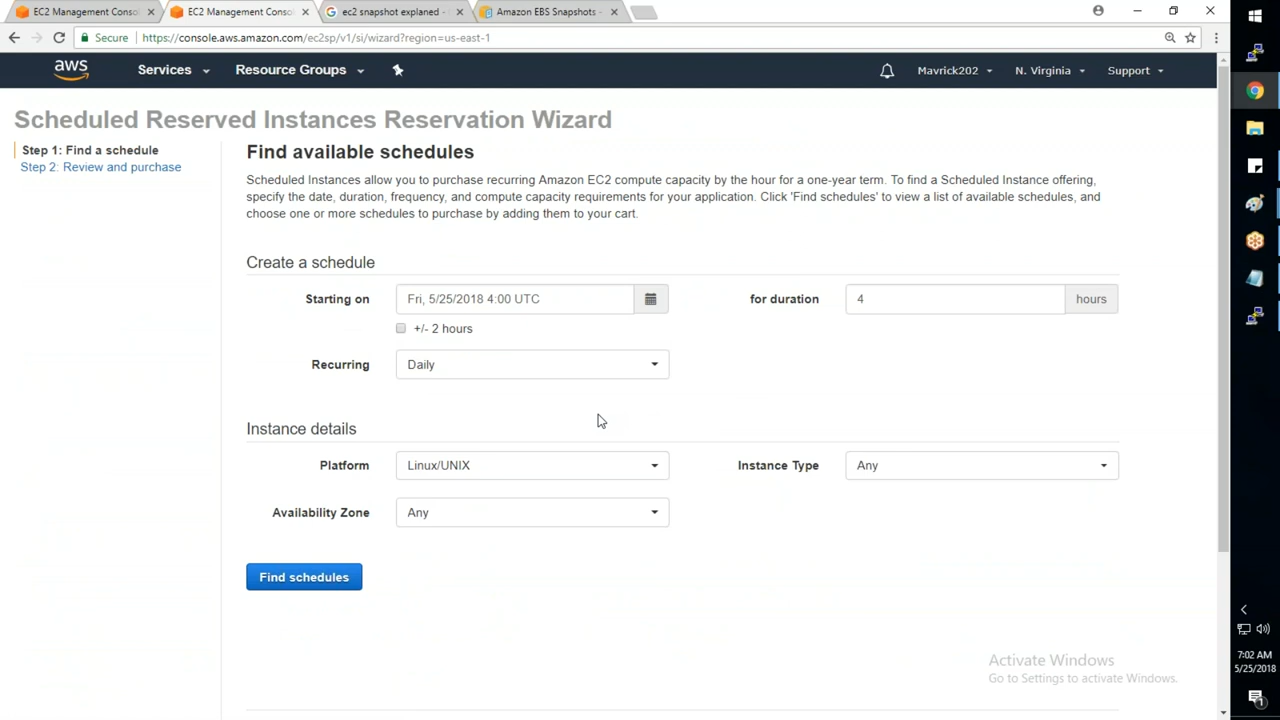 EC2 Management Consol
EC2 Management Consol
ec2 snapshot explaned -
Amazon EBS Snapshots -
Secure
https://console.aws.amazon.com/ec2sp/v1/si/wizard?region=us-east-1
aws
Services
Resource Groups
Mavrick202
N. Virginia
Support
Scheduled Reserved Instances Reservation Wizard
Step 1: Find a schedule
Step 2: Review and purchase
Find available schedules
Scheduled Instances allow you to purchase recurring Amazon EC2 compute capacity by the hour for a one-year term. To find a Scheduled Instance offering,
specify the date, duration, frequency, and compute capacity requirements for your application. Click 'Find schedules' to view a list of available schedules, and
choose one or more schedules to purchase by adding them to your cart.
Create a schedule
Starting on
Fri, 5/25/2018 4:00 UTC
for duration
4
hours
+/- 2 hours
Recurring
Daily
Instance details
Platform
Linux/UNIX
Instance Type
Any
Availability Zone
Any
Find schedules
Activate Windows
Go to Settings to activate Windows.
7:02 AM
5/25/2018
1